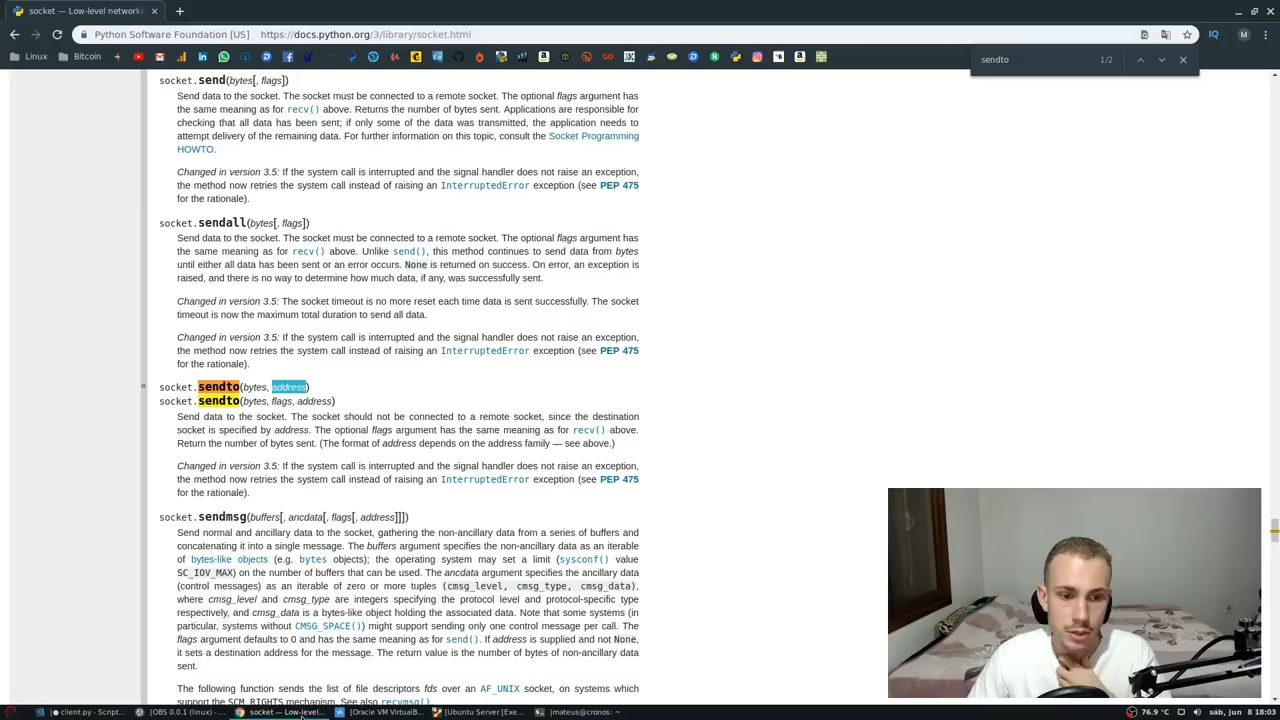 socket — Low-level network
Python Software Foundation [US]
https://docs.python.org/3/library/socket.html
M
Linux
Bitcoin
sendto
1/2
socket.send(bytes[, flags])
Send data to the socket. The socket must be connected to a remote socket. The optional flags argument has
the same meaning as for recv() above. Returns the number of bytes sent. Applications are responsible for
checking that all data has been sent; if only some of the data was transmitted, the application needs to
attempt delivery of the remaining data. For further information on this topic, consult the Socket Programming
HOWTO.
Changed in version 3.5: If the system call is interrupted and the signal handler does not raise an exception,
the method now retries the system call instead of raising an InterruptedError exception (see PEP 475
for the rationale).
socket.sendall(bytes[, flags])
Send data to the socket. The socket must be connected to a remote socket. The optional flags argument has
the same meaning as for recv() above. Unlike send(), this method continues to send data from bytes
until either all data has been sent or an error occurs. None is returned on success. On error, an exception is
raised, and there is no way to determine how much data, if any, was successfully sent.
Changed in version 3.5: The socket timeout is no more reset each time data is sent successfully. The socket
timeout is now the maximum total duration to send all data.
Changed in version 3.5: If the system call is interrupted and the signal handler does not raise an exception,
the method now retries the system call instead of raising an InterruptedError exception (see PEP 475
for the rationale).
socket.sendto(bytes, address)
socket.sendto(bytes, flags, address)
Send data to the socket. The socket should not be connected to a remote socket, since the destination
socket is specified by address. The optional flags argument has the same meaning as for recv() above.
Return the number of bytes sent. (The format of address depends on the address family — see above.)
Changed in version 3.5: If the system call is interrupted and the signal handler does not raise an exception,
the method now retries the system call instead of raising an InterruptedError exception (see PEP 475
for the rationale).
socket.sendmsg(buffers[, ancdata[, flags[, address]]])
Send normal and ancillary data to the socket, gathering the non-ancillary data from a series of buffers and
concatenating it into a single message. The buffers argument specifies the non-ancillary data as an iterable
of bytes-like objects (e.g. bytes objects); the operating system may set a limit (sysconf() value
SC_IOV_MAX) on the number of buffers that can be used. The ancdata argument specifies the ancillary data
(control messages) as an iterable of zero or more tuples (cmsg_level, cmsg_type, cmsg_data),
where cmsg_level and cmsg_type are integers specifying the protocol level and protocol-specific type
respectively, and cmsg_data is a bytes-like object holding the associated data. Note that some systems (in
particular, systems without CMSG_SPACE()) might support sending only one control message per call. The
flags argument defaults to 0 and has the same meaning as for send(). If address is supplied and not None,
it sets a destination address for the message. The return value is the number of bytes of non-ancillary data
sent.
The following function sends the list of file descriptors fds over an AF_UNIX socket, on systems which
support the SCM_RIGHTS mechanism. See also recvmsg().
client.py - Script...
[OBS 0.0.1 (linux) - ...
socket — Low-level...
[Oracle VM VirtualB...
[Ubuntu Server [Exe...
[mateus@cronos: ~
76.9 °C
sáb, jun 8 18:03